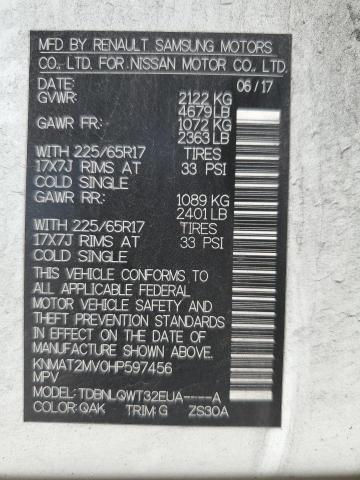 MFD BY RENAULT SAMSUNG MOTORS
CO., LTD. FOR NISSAN MOTOR CO., LTD.
DATE: 06/17
GVWR: 2122 KG
4679 LB
GAWR FR: 1072 KG
2363 LB
WITH 225/65R17 TIRES
17X7J RIMS AT 33 PSI
COLD SINGLE
GAWR RR: 1089 KG
2401 LB
WITH 225/65R17 TIRES
17X7J RIMS AT 33 PSI
COLD SINGLE
THIS VEHICLE CONFORMS TO
ALL APPLICABLE FEDERAL
MOTOR VEHICLE SAFETY AND
THEFT PREVENTION STANDARDS
IN EFFECT ON THE DATE OF
MANUFACTURE SHOWN ABOVE.
KNMAT2MV0HP597456
MPV
MODEL: TDBNLQWT32EUA-----A
COLOR: QAK TRIM: G ZS30A